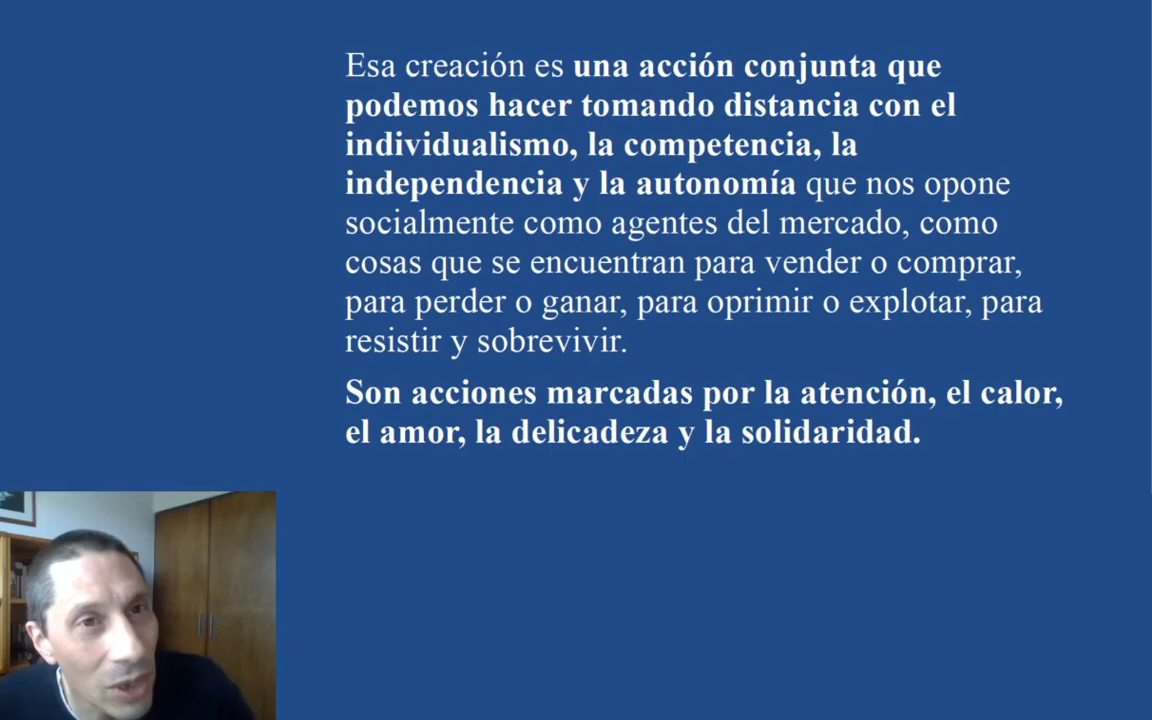 Esa creación es una acción conjunta que
podemos hacer tomando distancia con el
individualismo, la competencia, la
independencia y la autonomía que nos opone
socialmente como agentes del mercado, como
cosas que se encuentran para vender o comprar,
para perder o ganar, para oprimir o explotar, para
resistir y sobrevivir.
Son acciones marcadas por la atención, el calor,
el amor, la delicadeza y la solidaridad.